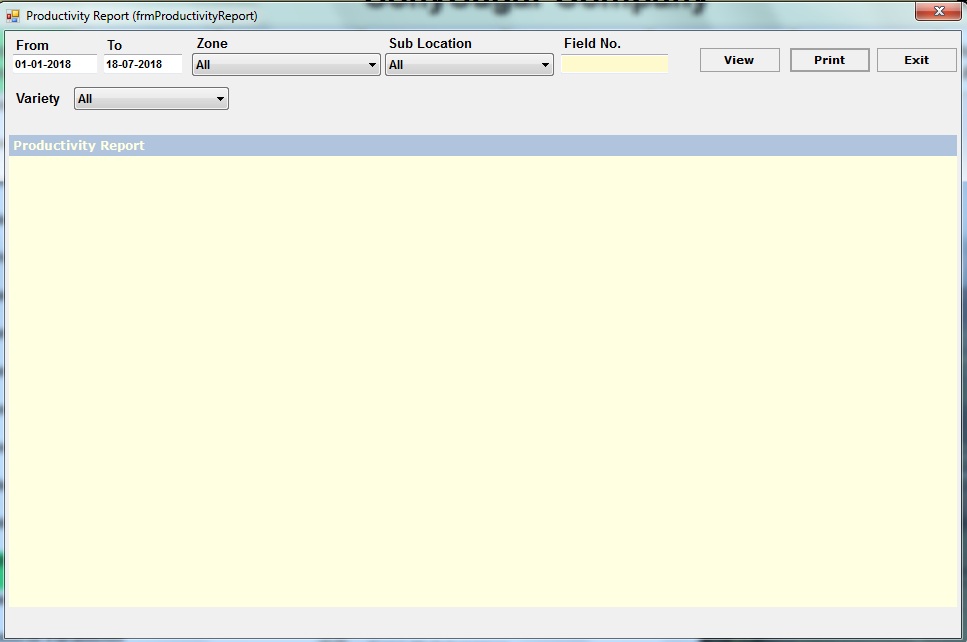 Productivity Report (frmProductivityReport)
From To Zone Sub Location Field No.
01-01-2018 18-07-2018 All All View Print Exit
Variety All
Productivity Report